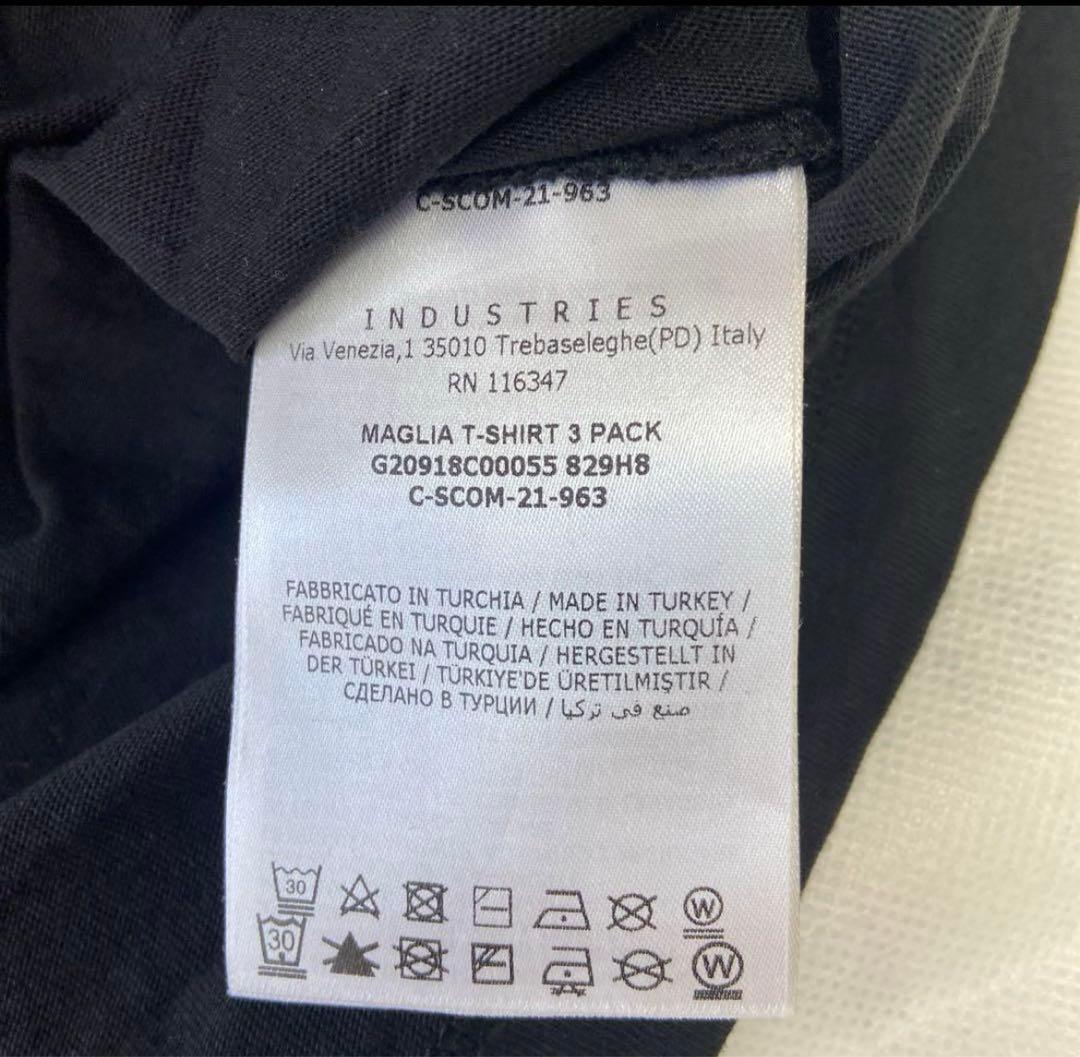 C-SCOM-21-963
INDUSTRIES
Via Venezia,1 35010 Trebaseleghe(PD) Italy
RN 116347
MAGLIA T-SHIRT 3 PACK
G20918C00055 829H8
C-SCOM-21-963
FABBRICATO IN TURCHIA / MADE IN TURKEY /
FABRIQUÉ EN TURQUIE / HECHO EN TURQUÍA /
FABRICADO NA TURQUIA / HERGESTELLT IN
DER TÜRKEI / TÜRKIYE'DE ÜRETILMIŞTIR /
СДЕЛАНО В ТУРЦИИ / صنع في تركيا
30 W
30 W